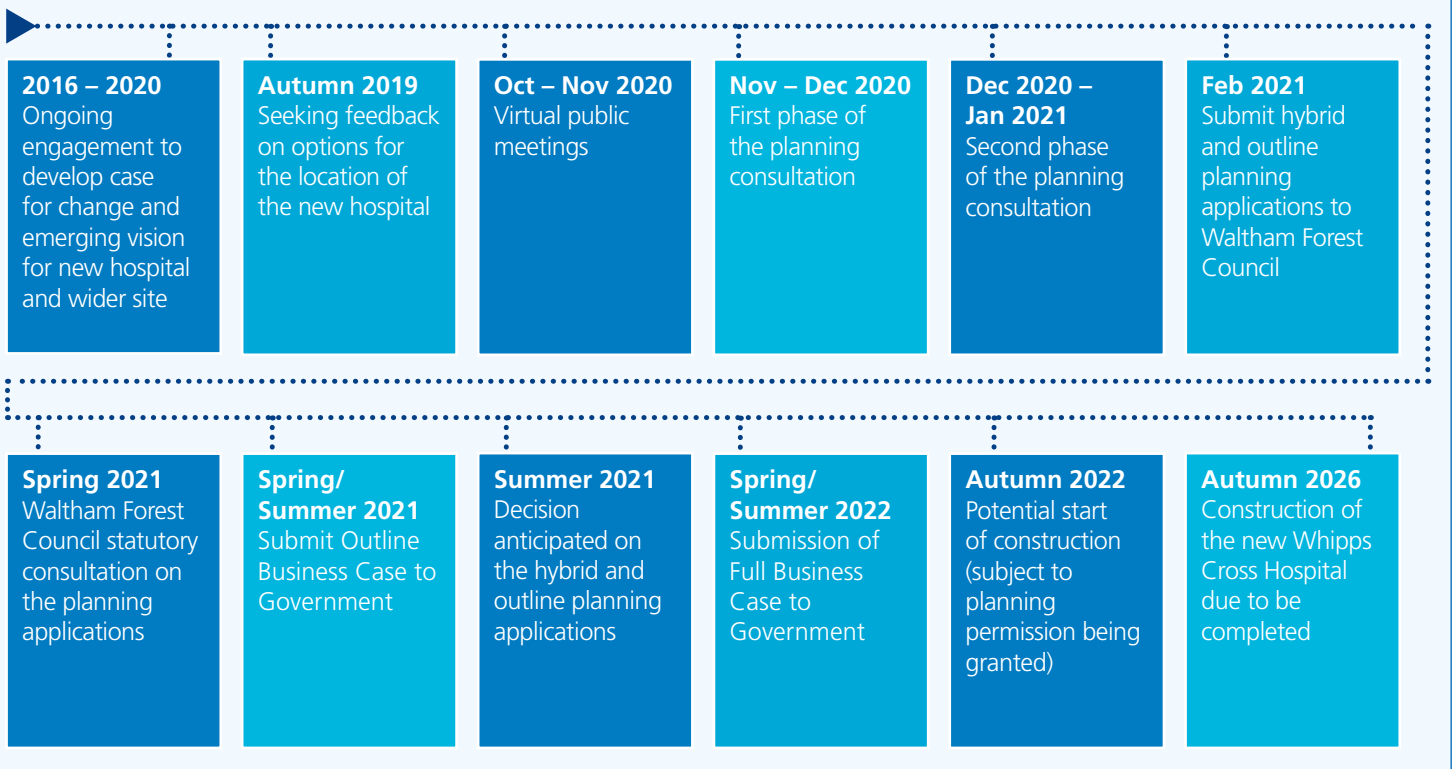 2016 – 2020
Ongoing
engagement to
develop case
for change and
emerging vision
for new hospital
and wider site
Autumn 2019
Seeking feedback
on options for
the location of
the new hospital
Oct – Nov 2020
Virtual public
meetings
Nov – Dec 2020
First phase of
the planning
consultation
Dec 2020 –
Jan 2021
Second phase
of the planning
consultation
Feb 2021
Submit hybrid
and outline
planning
applications to
Waltham Forest
Council
Spring 2021
Waltham Forest
Council statutory
consultation on
the planning
applications
Spring/
Summer 2021
Submit Outline
Business Case to
Government
Summer 2021
Decision
anticipated on
the hybrid and
outline planning
applications
Spring/
Summer 2022
Submission of
Full Business
Case to
Government
Autumn 2022
Potential start
of construction
(subject to
planning
permission being
granted)
Autumn 2026
Construction of
the new Whipps
Cross Hospital
due to be
completed